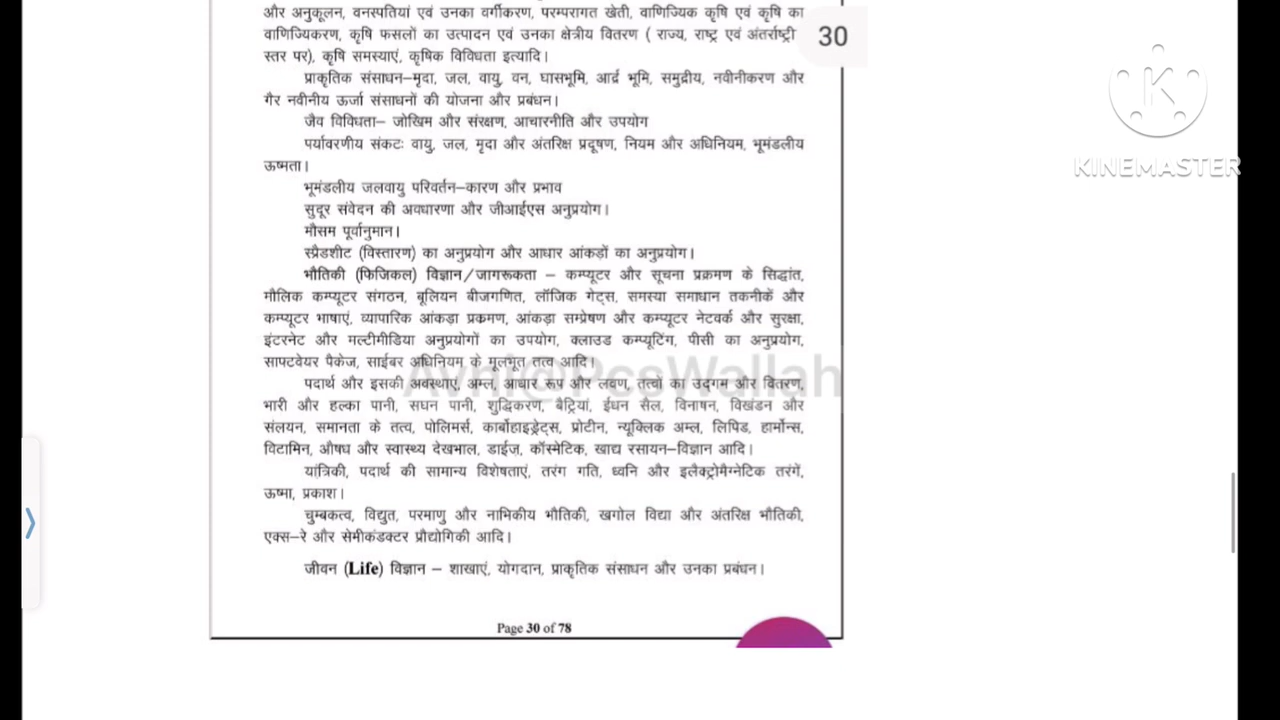 और अनुकूलन, वनस्पतियां एवं उनका वर्गीकरण, परम्परागत खेती, वाणिज्यिक कृषि एवं कृषि का
वाणिज्यिकरण, कृषि फसलों का उत्पादन एवं उनका क्षेत्रीय वितरण ( राज्य, राष्ट्र एवं अंतर्राष्ट्री
30
स्तर पर), कृषि समस्याएं, कृषिक विविधता इत्यादि।
प्राकृतिक संसाधन–मृदा, जल, वायु, वन, घासभूमि, आर्द्र भूमि, समुद्रीय, नवीनीकरण और
गैर नवीनीय ऊर्जा संसाधनों की योजना और प्रबंधन।
जैव विविधता– जोखिम और संरक्षण, आचारनीति और उपयोग
पर्यावरणीय संकटः वायु, जल, मृदा और अंतरिक्ष प्रदूषण, नियम और अधिनियम, भूमंडलीय
ऊष्मता।
भूमंडलीय जलवायु परिवर्तन–कारण और प्रभाव
सुदूर संवेदन की अवधारणा और जीआईएस अनुप्रयोग।
मौसम पूर्वानुमान।
स्प्रैडशीट (विस्तारण) का अनुप्रयोग और आधार आंकड़ों का अनुप्रयोग।
भौतिकी (फिजिकल) विज्ञान/जागरूकता – कम्प्यूटर और सूचना प्रक्रमण के सिद्धांत,
मौलिक कम्प्यूटर संगठन, बूलियन बीजगणित, लॉजिक गेट्स, समस्या समाधान तकनीकें और
कम्प्यूटर भाषाएं, व्यापारिक आंकड़ा प्रक्रमण, आंकड़ा सम्प्रेषण और कम्प्यूटर नेटवर्क और सुरक्षा,
इंटरनेट और मल्टीमीडिया अनुप्रयोगों का उपयोग, क्लाउड कम्प्यूटिंग, पीसी का अनुप्रयोग,
साफ्टवेयर पैकेज, साईबर अधिनियम के मूलभूत तत्व आदि।
Avni@PcsWallah
पदार्थ और इसकी अवस्थाएं, अम्ल, आधार रूप और लवण, तत्वों का उद्गम और वितरण,
भारी और हल्का पानी, सघन पानी, शुद्धिकरण, बैट्रियां, ईधन सैल, विनाषन, विखंडन और
संलयन, समानता के तत्व, पोलिमर्स, कार्बोहाइड्रेट्स, प्रोटीन, न्यूक्लिक अम्ल, लिपिड, हार्मोन्स,
विटामिन, औषध और स्वास्थ्य देखभाल, डाईज़, कॉस्मेटिक, खाद्य रसायन–विज्ञान आदि।
यांत्रिकी, पदार्थ की सामान्य विशेषताएं, तरंग गति, ध्वनि और इलैक्ट्रोमैग्नेटिक तरंगें,
ऊष्मा, प्रकाश।
चुम्बकत्व, विद्युत, परमाणु और नाभिकीय भौतिकी, खगोल विद्या और अंतरिक्ष भौतिकी,
एक्स–रे और सेमीकंडक्टर प्रौद्योगिकी आदि।
जीवन (Life) विज्ञान – शाखाएं, योगदान, प्राकृतिक संसाधन और उनका प्रबंधन।
Page 30 of 78
K
KINEMASTER